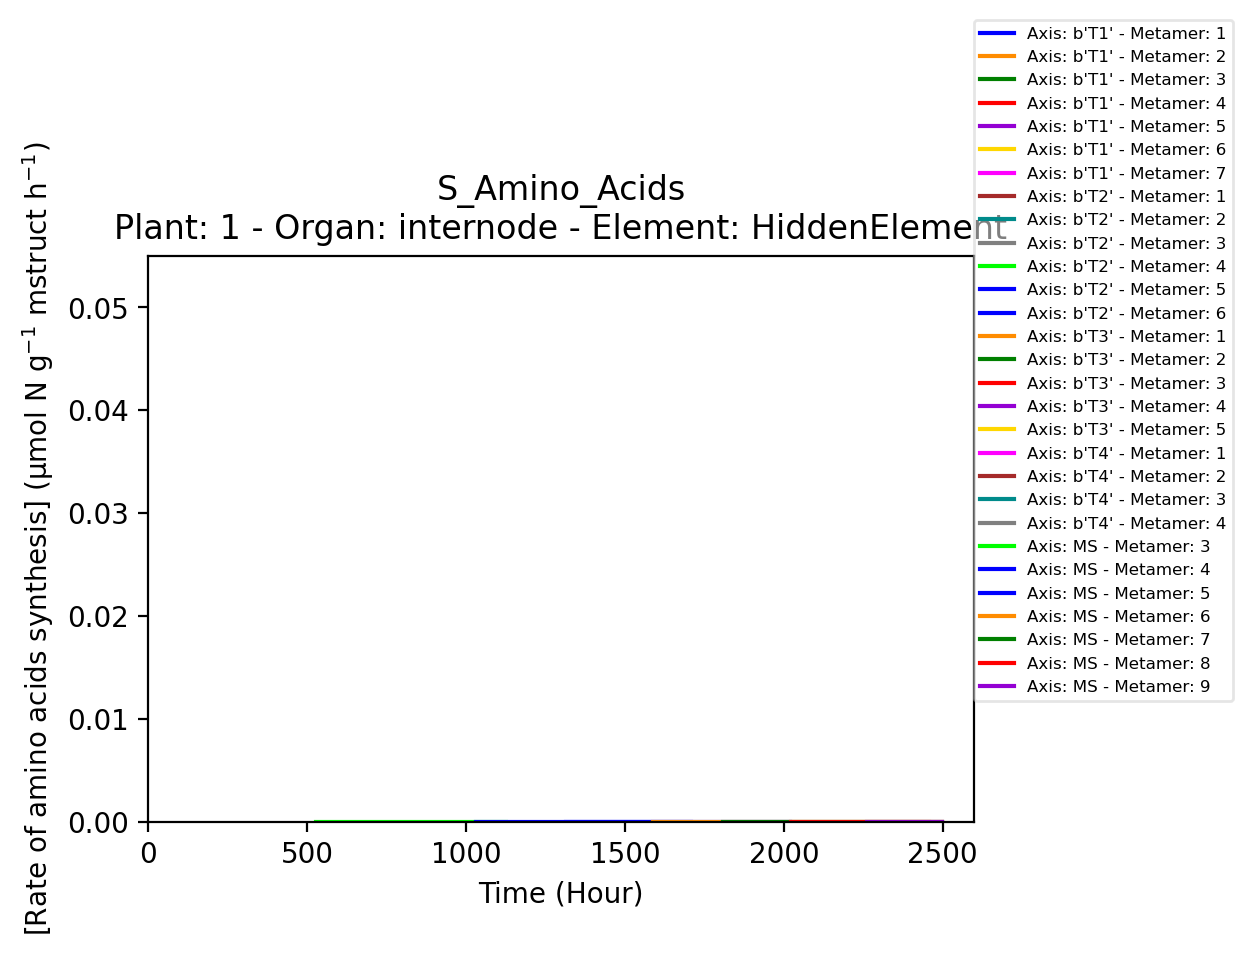 S_Amino_Acids
Plant: 1 - Organ: internode - Element: HiddenElement
[Rate of amino acids synthesis] (µmol N g⁻¹ mstruct h⁻¹)
0.05
0.04
0.03
0.02
0.01
0.00
0 500 1000 1500 2000 2500
Time (Hour)
Axis: b'T1' - Metamer: 1
Axis: b'T1' - Metamer: 2
Axis: b'T1' - Metamer: 3
Axis: b'T1' - Metamer: 4
Axis: b'T1' - Metamer: 5
Axis: b'T1' - Metamer: 6
Axis: b'T1' - Metamer: 7
Axis: b'T2' - Metamer: 1
Axis: b'T2' - Metamer: 2
Axis: b'T2' - Metamer: 3
Axis: b'T2' - Metamer: 4
Axis: b'T2' - Metamer: 5
Axis: b'T2' - Metamer: 6
Axis: b'T3' - Metamer: 1
Axis: b'T3' - Metamer: 2
Axis: b'T3' - Metamer: 3
Axis: b'T3' - Metamer: 4
Axis: b'T3' - Metamer: 5
Axis: b'T4' - Metamer: 1
Axis: b'T4' - Metamer: 2
Axis: b'T4' - Metamer: 3
Axis: b'T4' - Metamer: 4
Axis: MS - Metamer: 3
Axis: MS - Metamer: 4
Axis: MS - Metamer: 5
Axis: MS - Metamer: 6
Axis: MS - Metamer: 7
Axis: MS - Metamer: 8
Axis: MS - Metamer: 9